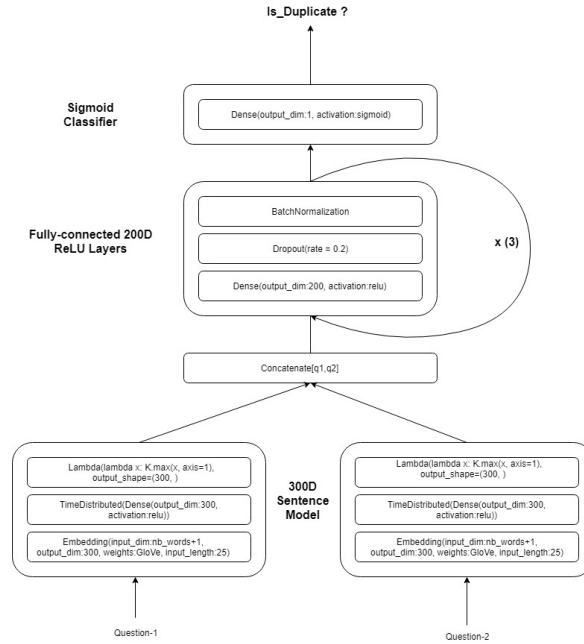 Is_Duplicate ?
Sigmoid
Classifier
Dense(output_dim:1, activation:sigmoid)
Fully-connected 200D
ReLU Layers
BatchNormalization
Dropout(rate = 0.2)
Dense(output_dim:200, activation:relu)
x (3)
Concatenate[q1,q2]
Lambda(lambda x: K.max(x, axis=1),
output_shape=(300, )
TimeDistributed(Dense(output_dim:300,
activation:relu))
Embedding(input_dim:nb_words+1,
output_dim:300, weights:GloVe, input_length:25)
300D
Sentence
Model
Lambda(lambda x: K.max(x, axis=1),
output_shape=(300, )
TimeDistributed(Dense(output_dim:300,
activation:relu))
Embedding(input_dim:nb_words+1,
output_dim:300, weights:GloVe, input_length:25)
Question-1
Question-2